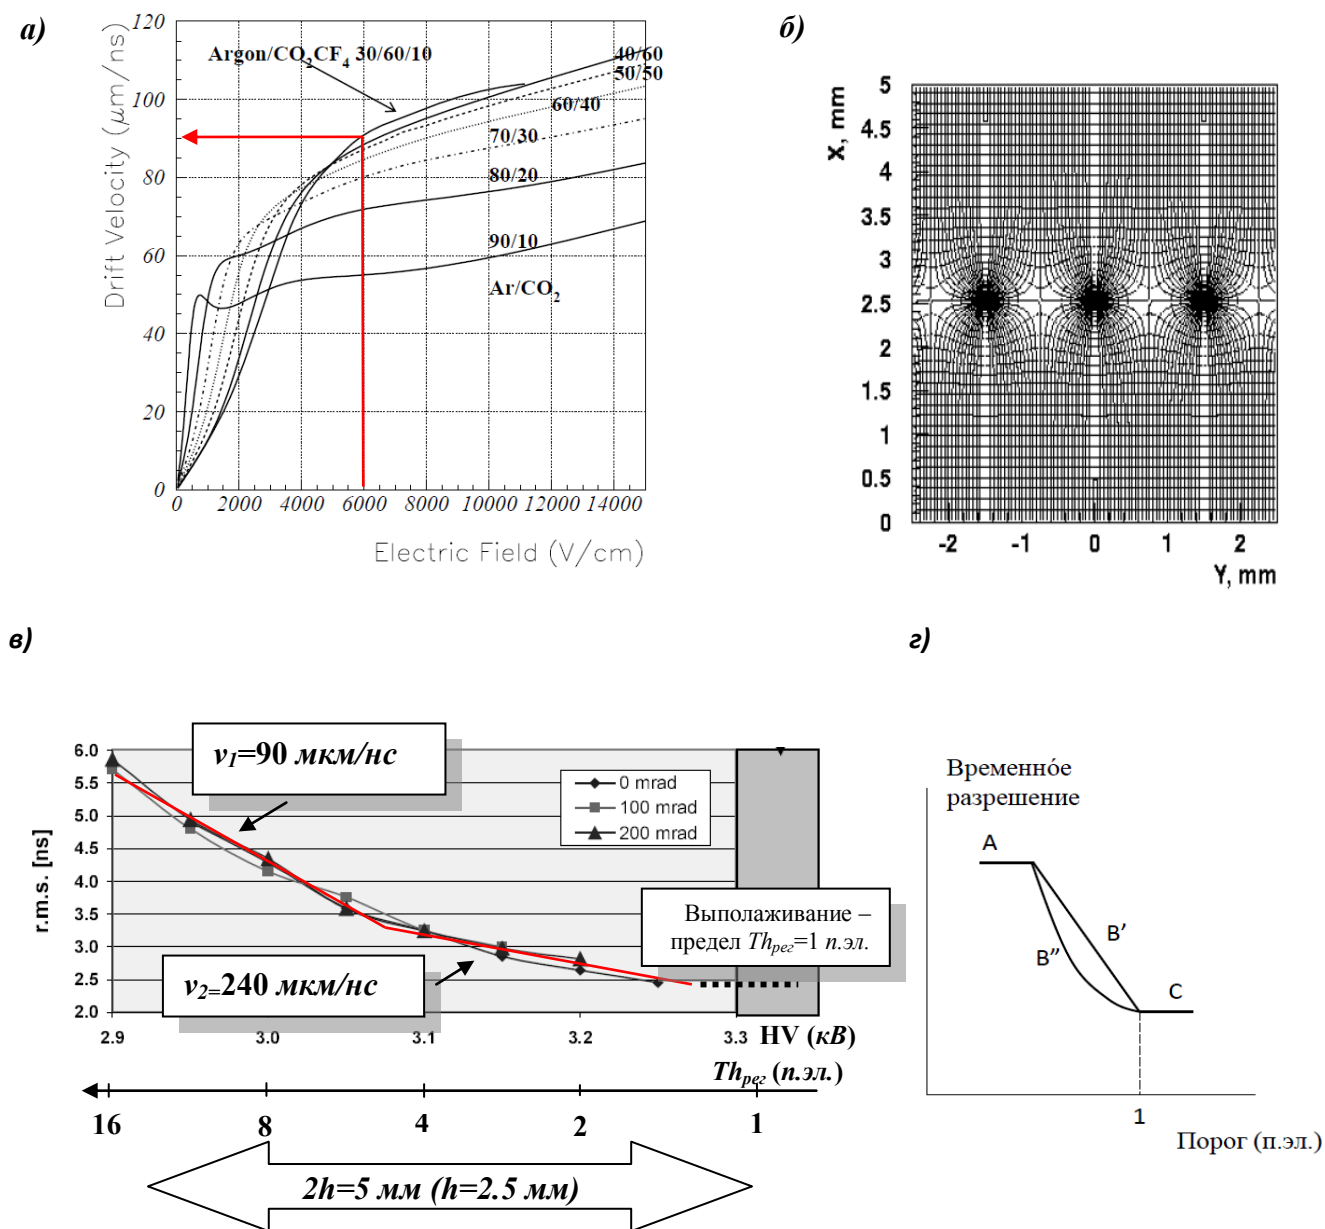 а)
120
100
80
60
40
20
0
Drift Velocity (μm/ns)
Argon/CO2CF4 30/60/10
40/60
50/50
60/40
70/30
80/20
90/10
Ar/CO2
0 2000 4000 6000 8000 10000 12000 14000
Electric Field (V/cm)
б)
X, mm
5
4.5
4
3.5
3
2.5
2
1.5
1
0.5
0
-2 -1 0 1 2
Y, mm
в)
v1=90 мкм/нс
6.0
5.5
5.0
4.5
4.0
3.5
3.0
2.5
2.0
r.m.s. [ns]
0 mrad
100 mrad
200 mrad
Выполаживание –
предел Thрег=1 п.эл.
v2=240 мкм/нс
2.9 3.0 3.1 3.2 3.3 HV (кВ)
Thрег (п.эл.)
16 8 4 2 1
2h=5 мм (h=2.5 мм)
г)
Временно́е
разрешение
A
B'
B"
C
1
Порог (п.эл.)